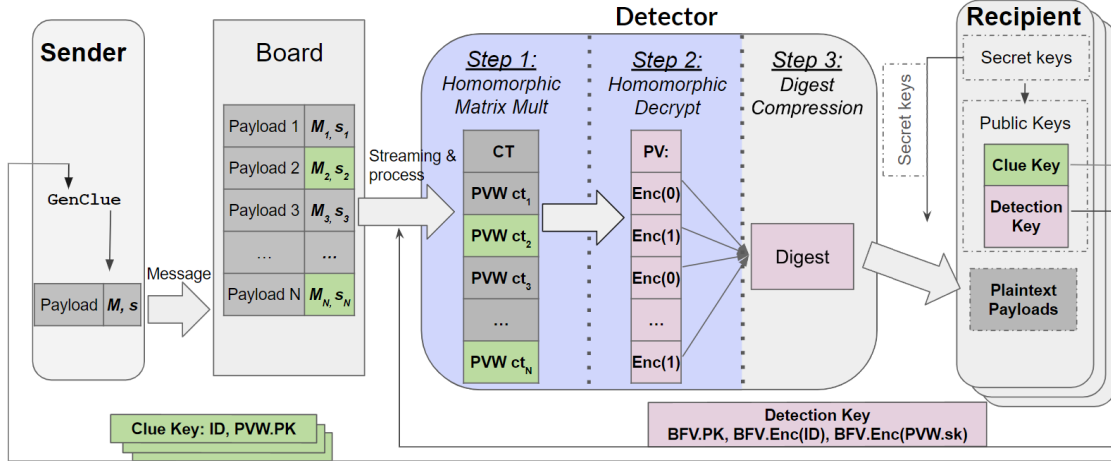 Sender
GenClue
Payload M, s
Message
Board
Payload 1 M1, s1
Payload 2 M2, s2
Payload 3 M3, s3
... ...
Payload N MN, sN
Streaming &
process
Detector
Step 1:
Homomorphic
Matrix Mult
CT
PVW ct1
PVW ct2
PVW ct3
...
PVW ctN
Step 2:
Homomorphic
Decrypt
PV:
Enc(0)
Enc(1)
Enc(0)
...
Enc(1)
Step 3:
Digest
Compression
Digest
Secret keys
Recipient
Secret keys
Public Keys
Clue Key
Detection
Key
Plaintext
Payloads
Clue Key: ID, PVW.PK
Detection Key
BFV.PK, BFV.Enc(ID), BFV.Enc(PVW.sk)